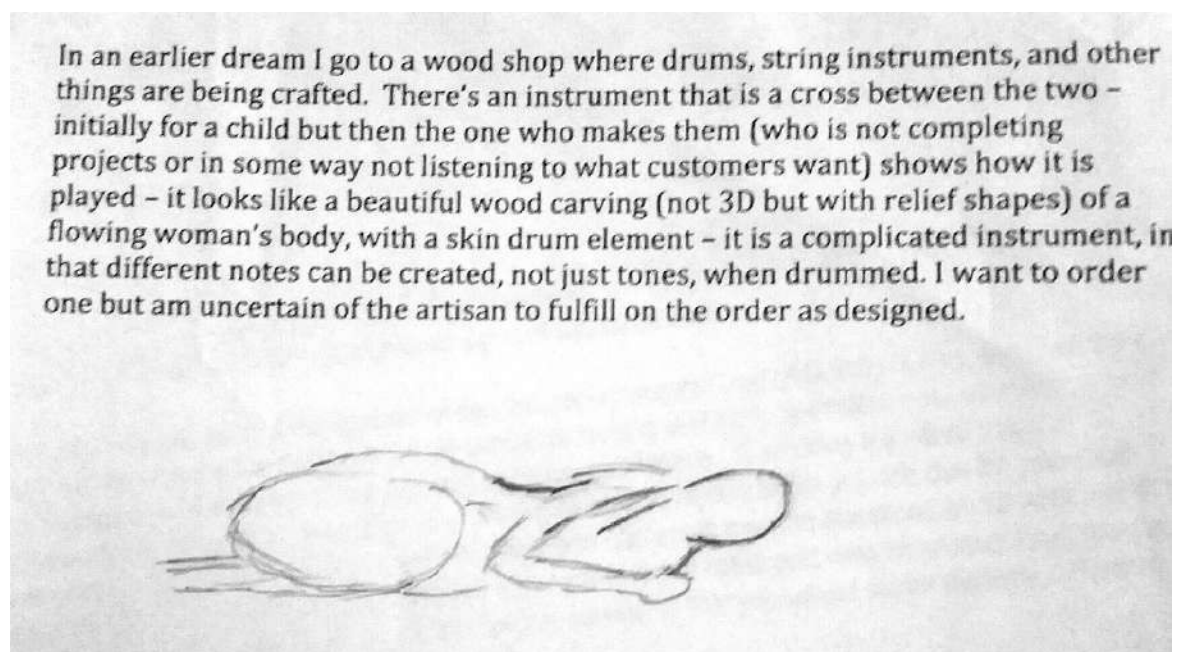 In an earlier dream I go to a wood shop where drums, string instruments, and other
things are being crafted.  There's an instrument that is a cross between the two –
initially for a child but then the one who makes them (who is not completing
projects or in some way not listening to what customers want) shows how it is
played – it looks like a beautiful wood carving (not 3D but with relief shapes) of a
flowing woman's body, with a skin drum element – it is a complicated instrument, in
that different notes can be created, not just tones, when drummed. I want to order
one but am uncertain of the artisan to fulfill on the order as designed.